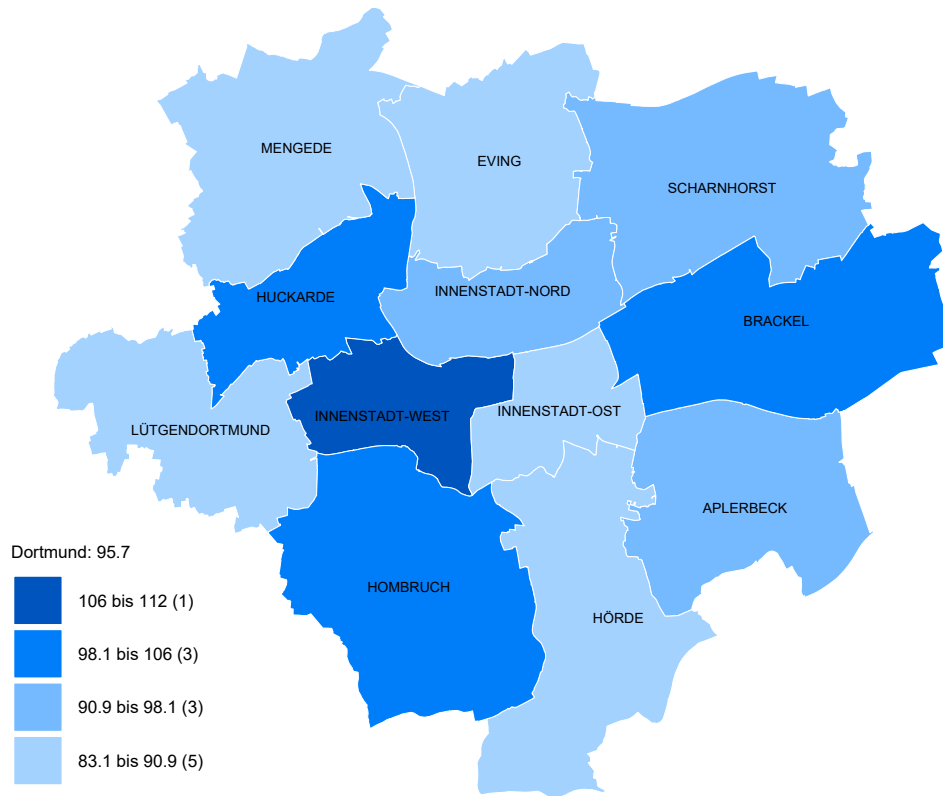 MENGEDE
EVING
SCHARNHORST
HUCKARDE
INNENSTADT-NORD
BRACKEL
LÜTGENDORTMUND
INNENSTADT-WEST
INNENSTADT-OST
APLERBECK
HOMBRUCH
HÖRDE
Dortmund: 95.7
106 bis 112 (1)
98.1 bis 106 (3)
90.9 bis 98.1 (3)
83.1 bis 90.9 (5)